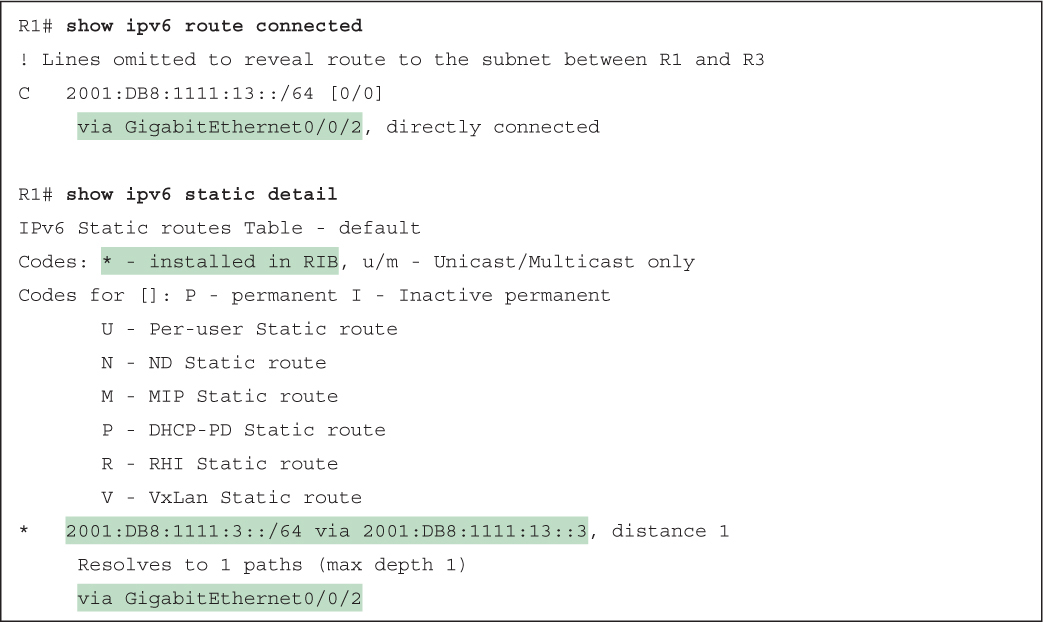 R1# show ipv6 route connected
! Lines omitted to reveal route to the subnet between R1 and R3
C   2001:DB8:1111:13::/64 [0/0]
     via GigabitEthernet0/0/2, directly connected
R1# show ipv6 static detail
IPv6 Static routes Table - default
Codes: * - installed in RIB, u/m - Unicast/Multicast only
Codes for []: P - permanent I - Inactive permanent
       U - Per-user Static route
       N - ND Static route
       M - MIP Static route
       P - DHCP-PD Static route
       R - RHI Static route
       V - VxLan Static route
*   2001:DB8:1111:3::/64 via 2001:DB8:1111:13::3, distance 1
     Resolves to 1 paths (max depth 1)
     via GigabitEthernet0/0/2